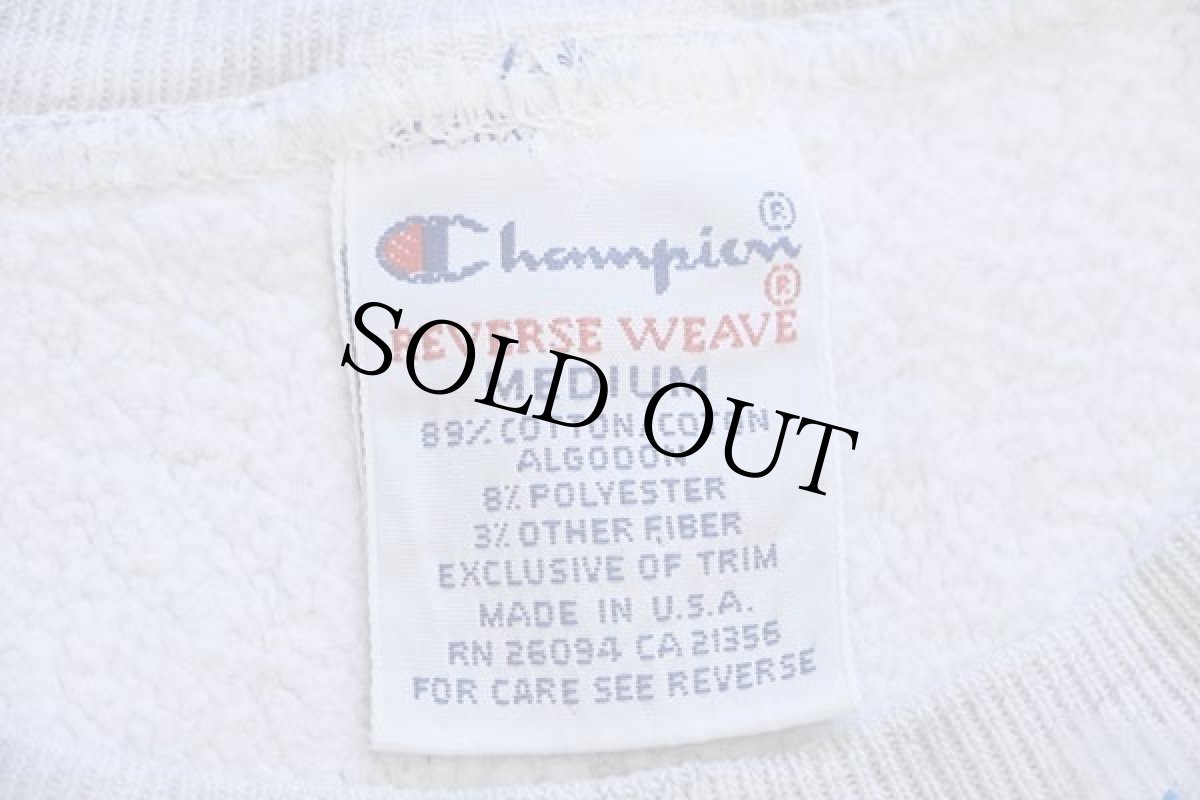 Champion®
®
REVERSE WEAVE
MEDIUM
89% COTTON/COTEN
ALGODON
8% POLYESTER
3% OTHER FIBER
EXCLUSIVE OF TRIM
MADE IN U.S.A.
RN 26094 CA 21356
FOR CARE SEE REVERSE
SOLD OUT